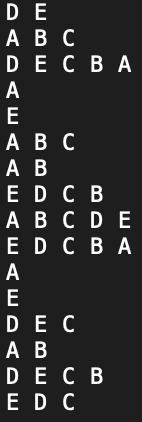 D E
A B C
D E C B A
A
E
A B C
A B
E D C B
A B C D E
E D C B A
A
E
D E C
A B
D E C B
E D C